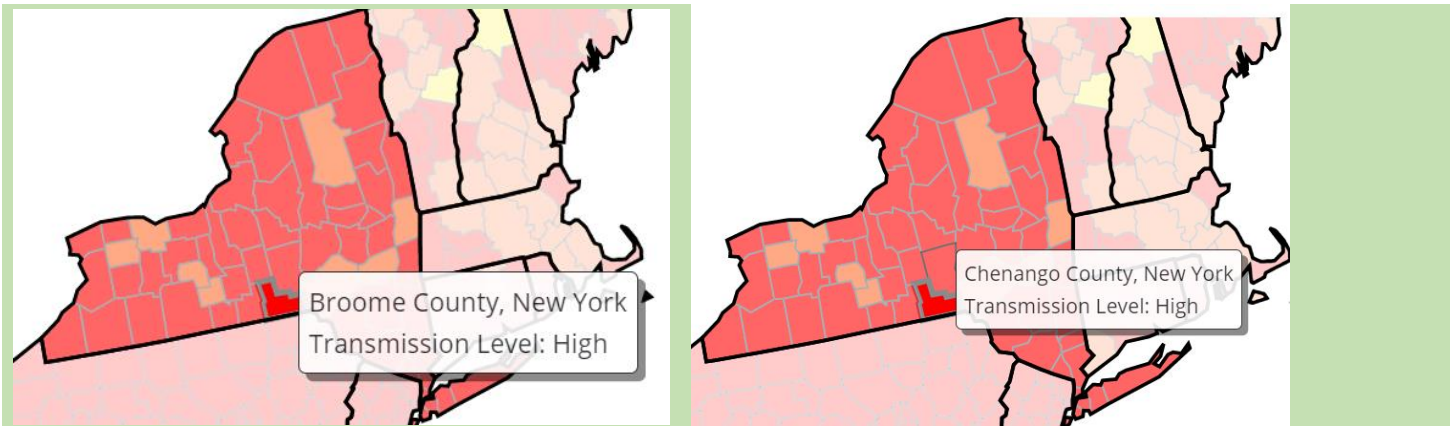 Broome County, New York
Transmission Level: High
Chenango County, New York
Transmission Level: High